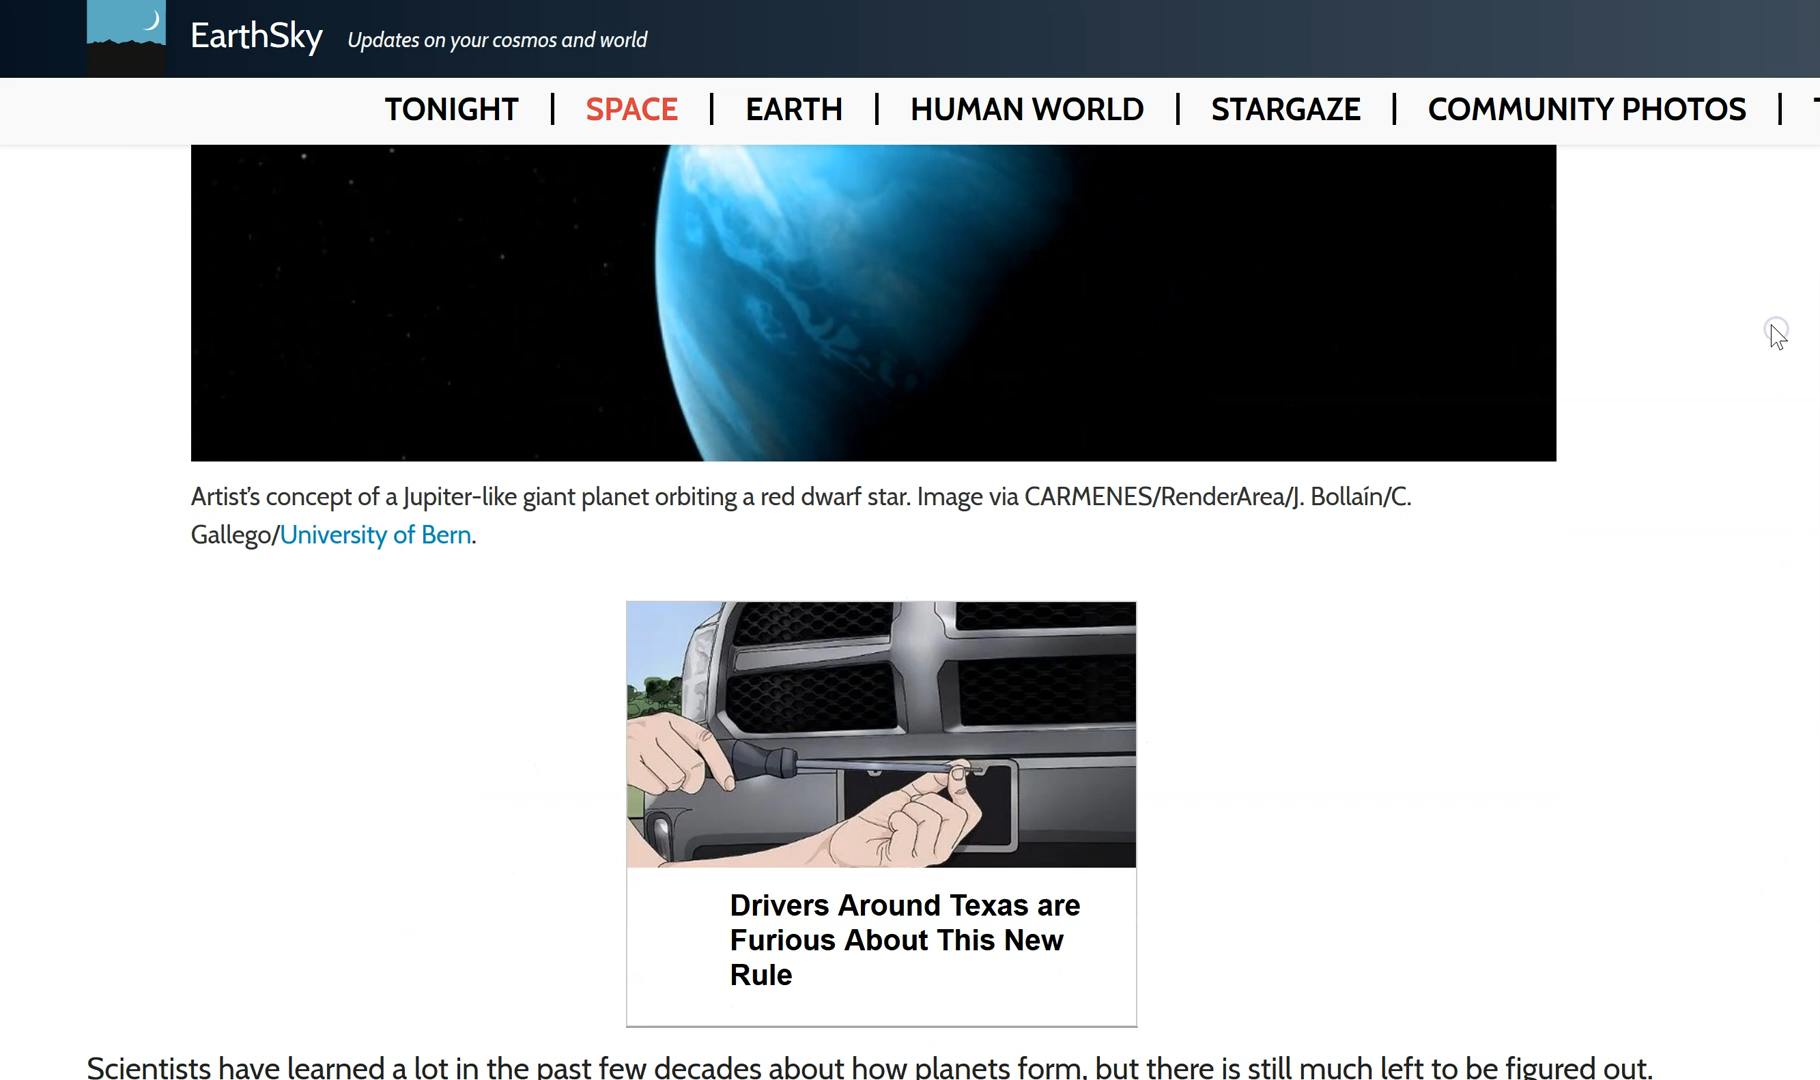 EarthSky Updates on your cosmos and world
TONIGHT | SPACE | EARTH | HUMAN WORLD | STARGAZE | COMMUNITY PHOTOS |
Artist's concept of a Jupiter-like giant planet orbiting a red dwarf star. Image via CARMENES/RenderArea/J. Bollaín/C.
Gallego/University of Bern.
Drivers Around Texas are
Furious About This New
Rule
Scientists have learned a lot in the past few decades about how planets form, but there is still much left to be figured out.